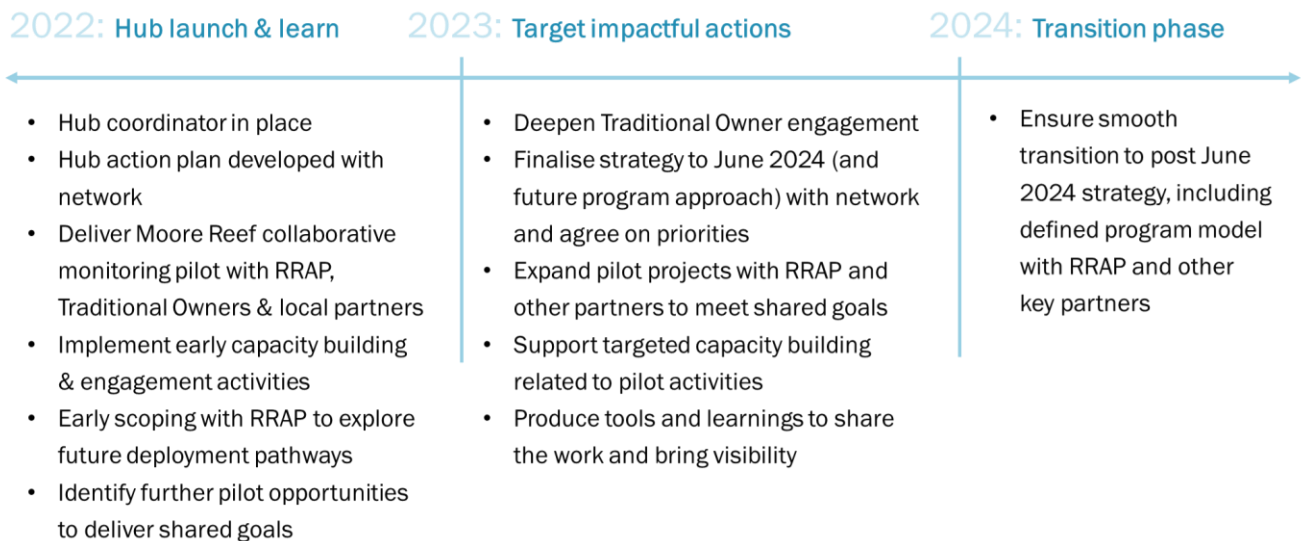 2022: Hub launch & learn
• Hub coordinator in place
• Hub action plan developed with
network
• Deliver Moore Reef collaborative
monitoring pilot with RRAP,
Traditional Owners & local partners
• Implement early capacity building
& engagement activities
• Early scoping with RRAP to explore
future deployment pathways
• Identify further pilot opportunities
to deliver shared goals
2023: Target impactful actions
• Deepen Traditional Owner engagement
• Finalise strategy to June 2024 (and
future program approach) with network
and agree on priorities
• Expand pilot projects with RRAP and
other partners to meet shared goals
• Support targeted capacity building
related to pilot activities
• Produce tools and learnings to share
the work and bring visibility
2024: Transition phase
• Ensure smooth
transition to post June
2024 strategy, including
defined program model
with RRAP and other
key partners